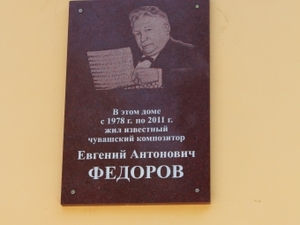 В этом доме
с 1978 г. по 2011 г.
жил известный
чувашский композитор
Евгений Антонович
ФЕДОРОВ